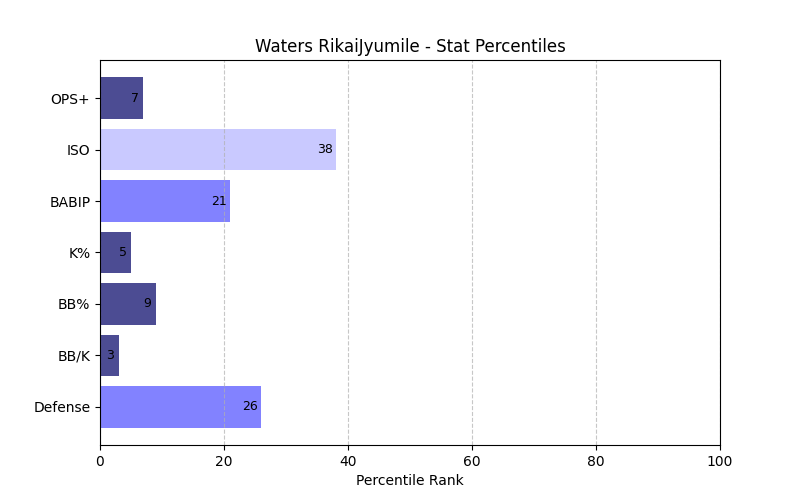 Waters RikaiJyumile - Stat Percentiles
OPS+ 7
ISO 38
BABIP 21
K% 5
BB% 9
BB/K 3
Defense 26
0 20 40 60 80 100
Percentile Rank